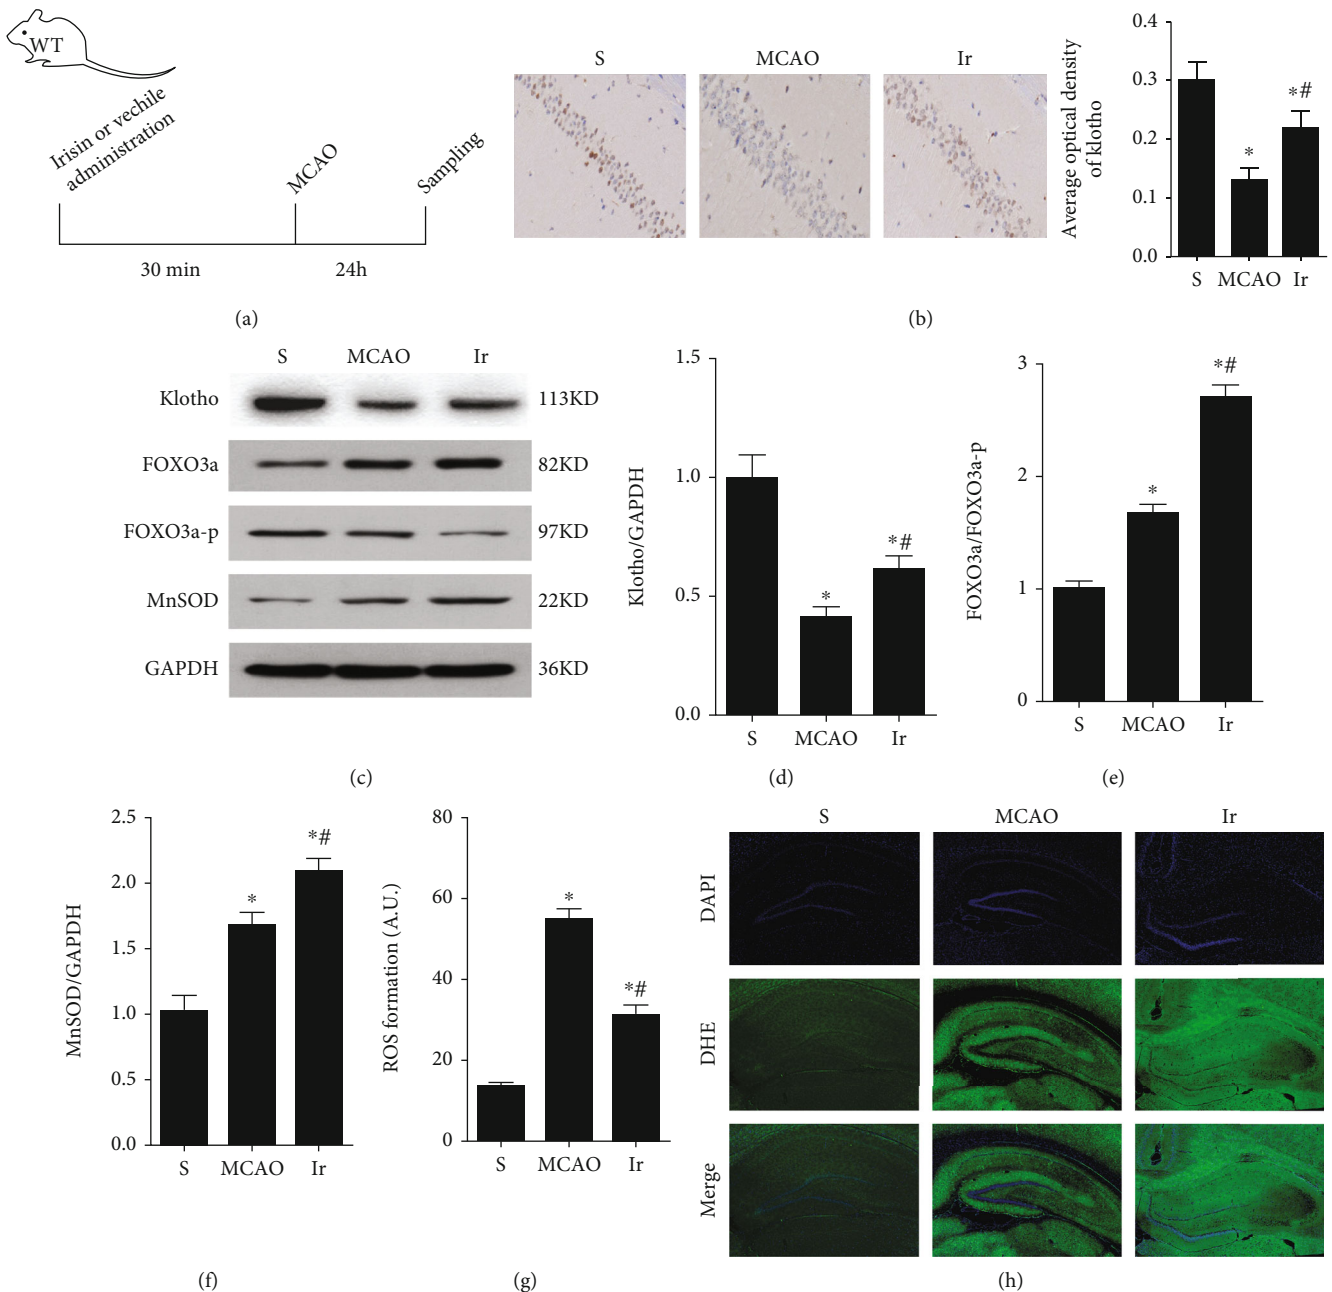 WT
Irisin or vechile
administration
MCAO
Sampling
30 min
24h
(a)
S
MCAO
Ir
Average optical density
of klotho
0.4
0.3
0.2
0.1
0.0
*
*#
S
MCAO
Ir
(b)
S
MCAO
Ir
Klotho
113KD
FOXO3a
82KD
FOXO3a-p
97KD
MnSOD
22KD
GAPDH
36KD
(c)
Klotho/GAPDH
1.5
1.0
0.5
0.0
*
*#
S
MCAO
Ir
(d)
FOXO3a/FOXO3a-p
3
2
1
0
*
*#
S
MCAO
Ir
(e)
MnSOD/GAPDH
2.5
2.0
1.5
1.0
0.5
0.0
*
*#
S
MCAO
Ir
(f)
ROS formation (A.U.)
80
60
40
20
0
*
*#
S
MCAO
Ir
(g)
S
MCAO
Ir
DAPI
DHE
Merge
(h)